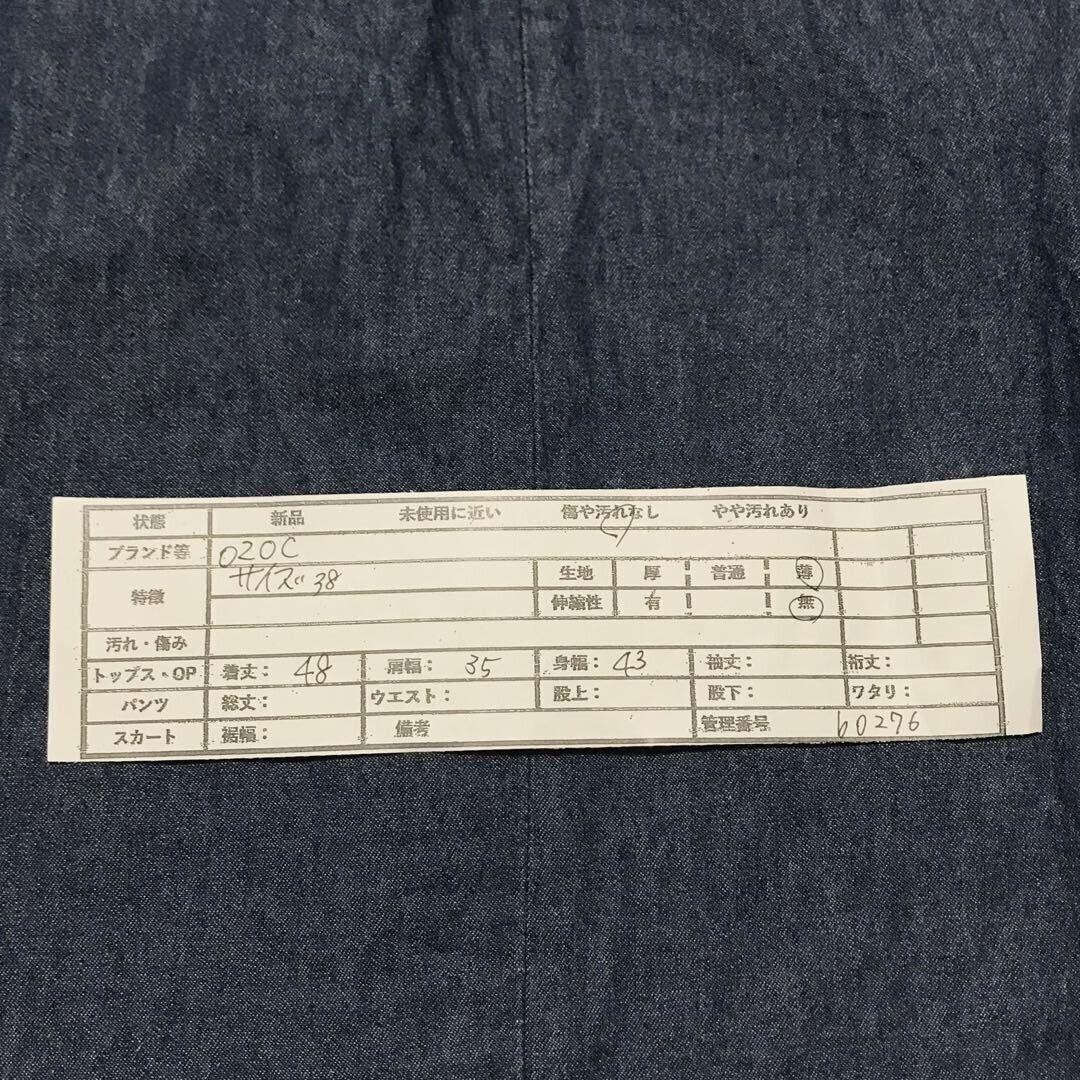 状態 新品 未使用に近い 傷や汚れなし やや汚れあり
ブランド等 O2OC
特徴 サイズ38 生地 厚 普通 薄
伸縮性 有 無
汚れ・傷み
トップス・OP 着丈: 48 肩幅: 35 身幅: 43 袖丈: 裄丈:
パンツ 総丈: ウエスト: 股上: 股下: ワタリ:
スカート 裾幅: 備考 管理番号 b0276